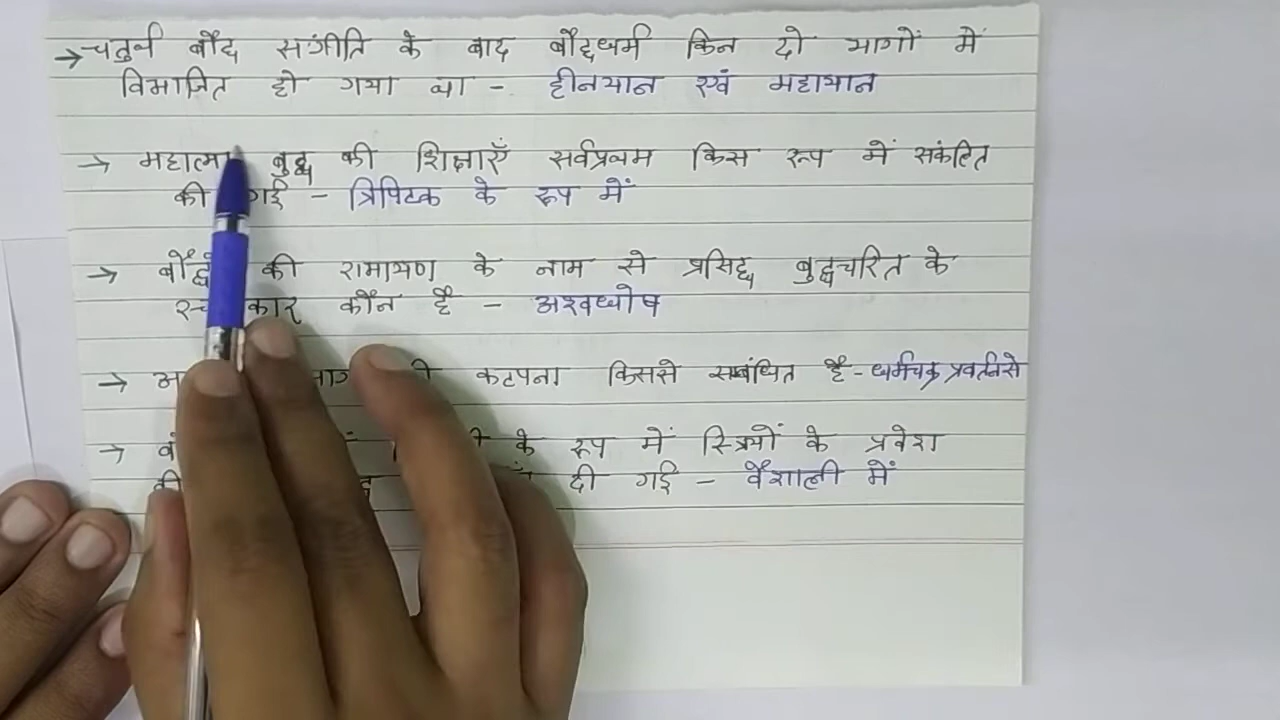 → चतुर्थ बौद्ध संगीति के बाद बौद्धधर्म किन दो भागों में
विभाजित हो गया था - हीनयान एवं महायान
→ महात्मा बुद्ध की शिक्षाएँ सर्वप्रथम किस रूप में संकलित
की गई - त्रिपिटक के रूप में
→ बौद्धों की रामायण के नाम से प्रसिद्ध बुद्धचरित के
कौन है - अश्वघोष
→ कल्पना किससे सम्बंधित है - धर्मचक्र प्रवर्तन से
→ के रूप में स्त्रियों के प्रवेश
दी गई - वैशाली में